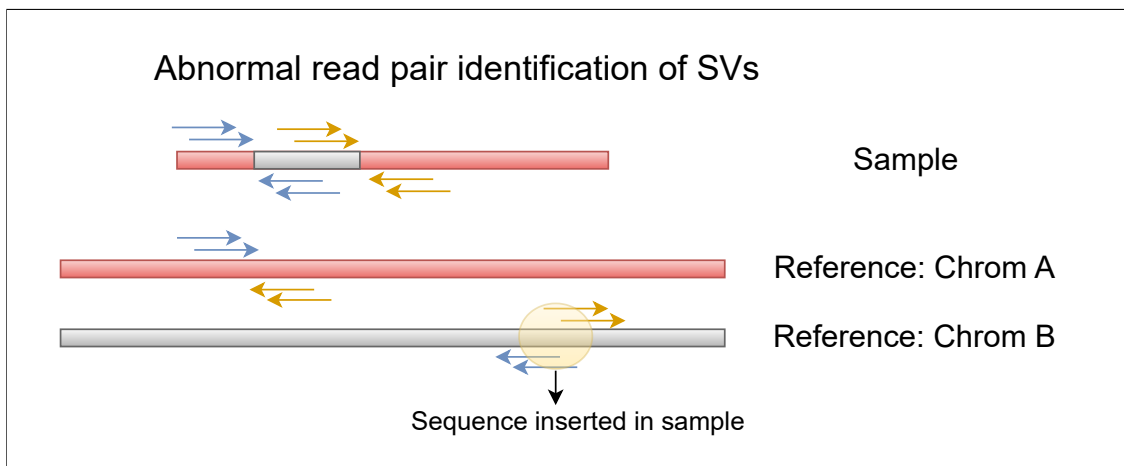 Abnormal read pair identification of SVs
Sample
Reference: Chrom A
Reference: Chrom B
Sequence inserted in sample